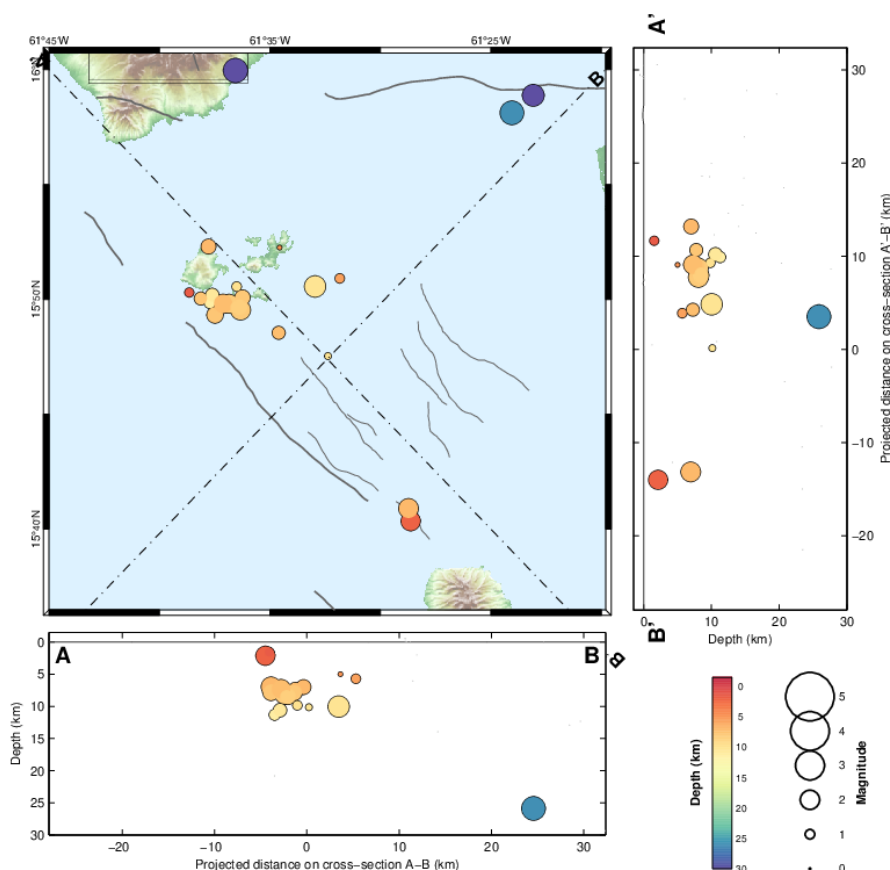 61°45'W 61°35'W 61°25'W
B
15°50'N
15°40'N
A'
30
20
10
0
−10
−20
Projected distance on cross−section A'−B' (km)
0 10 20 30
Depth (km)
B'
A B
B
0
5
10
15
20
25
30
Depth (km)
−20 −10 0 10 20 30
Projected distance on cross−section A−B (km)
Depth (km)
0
5
10
15
20
25
30
5
4
3
2
1
0
Magnitude